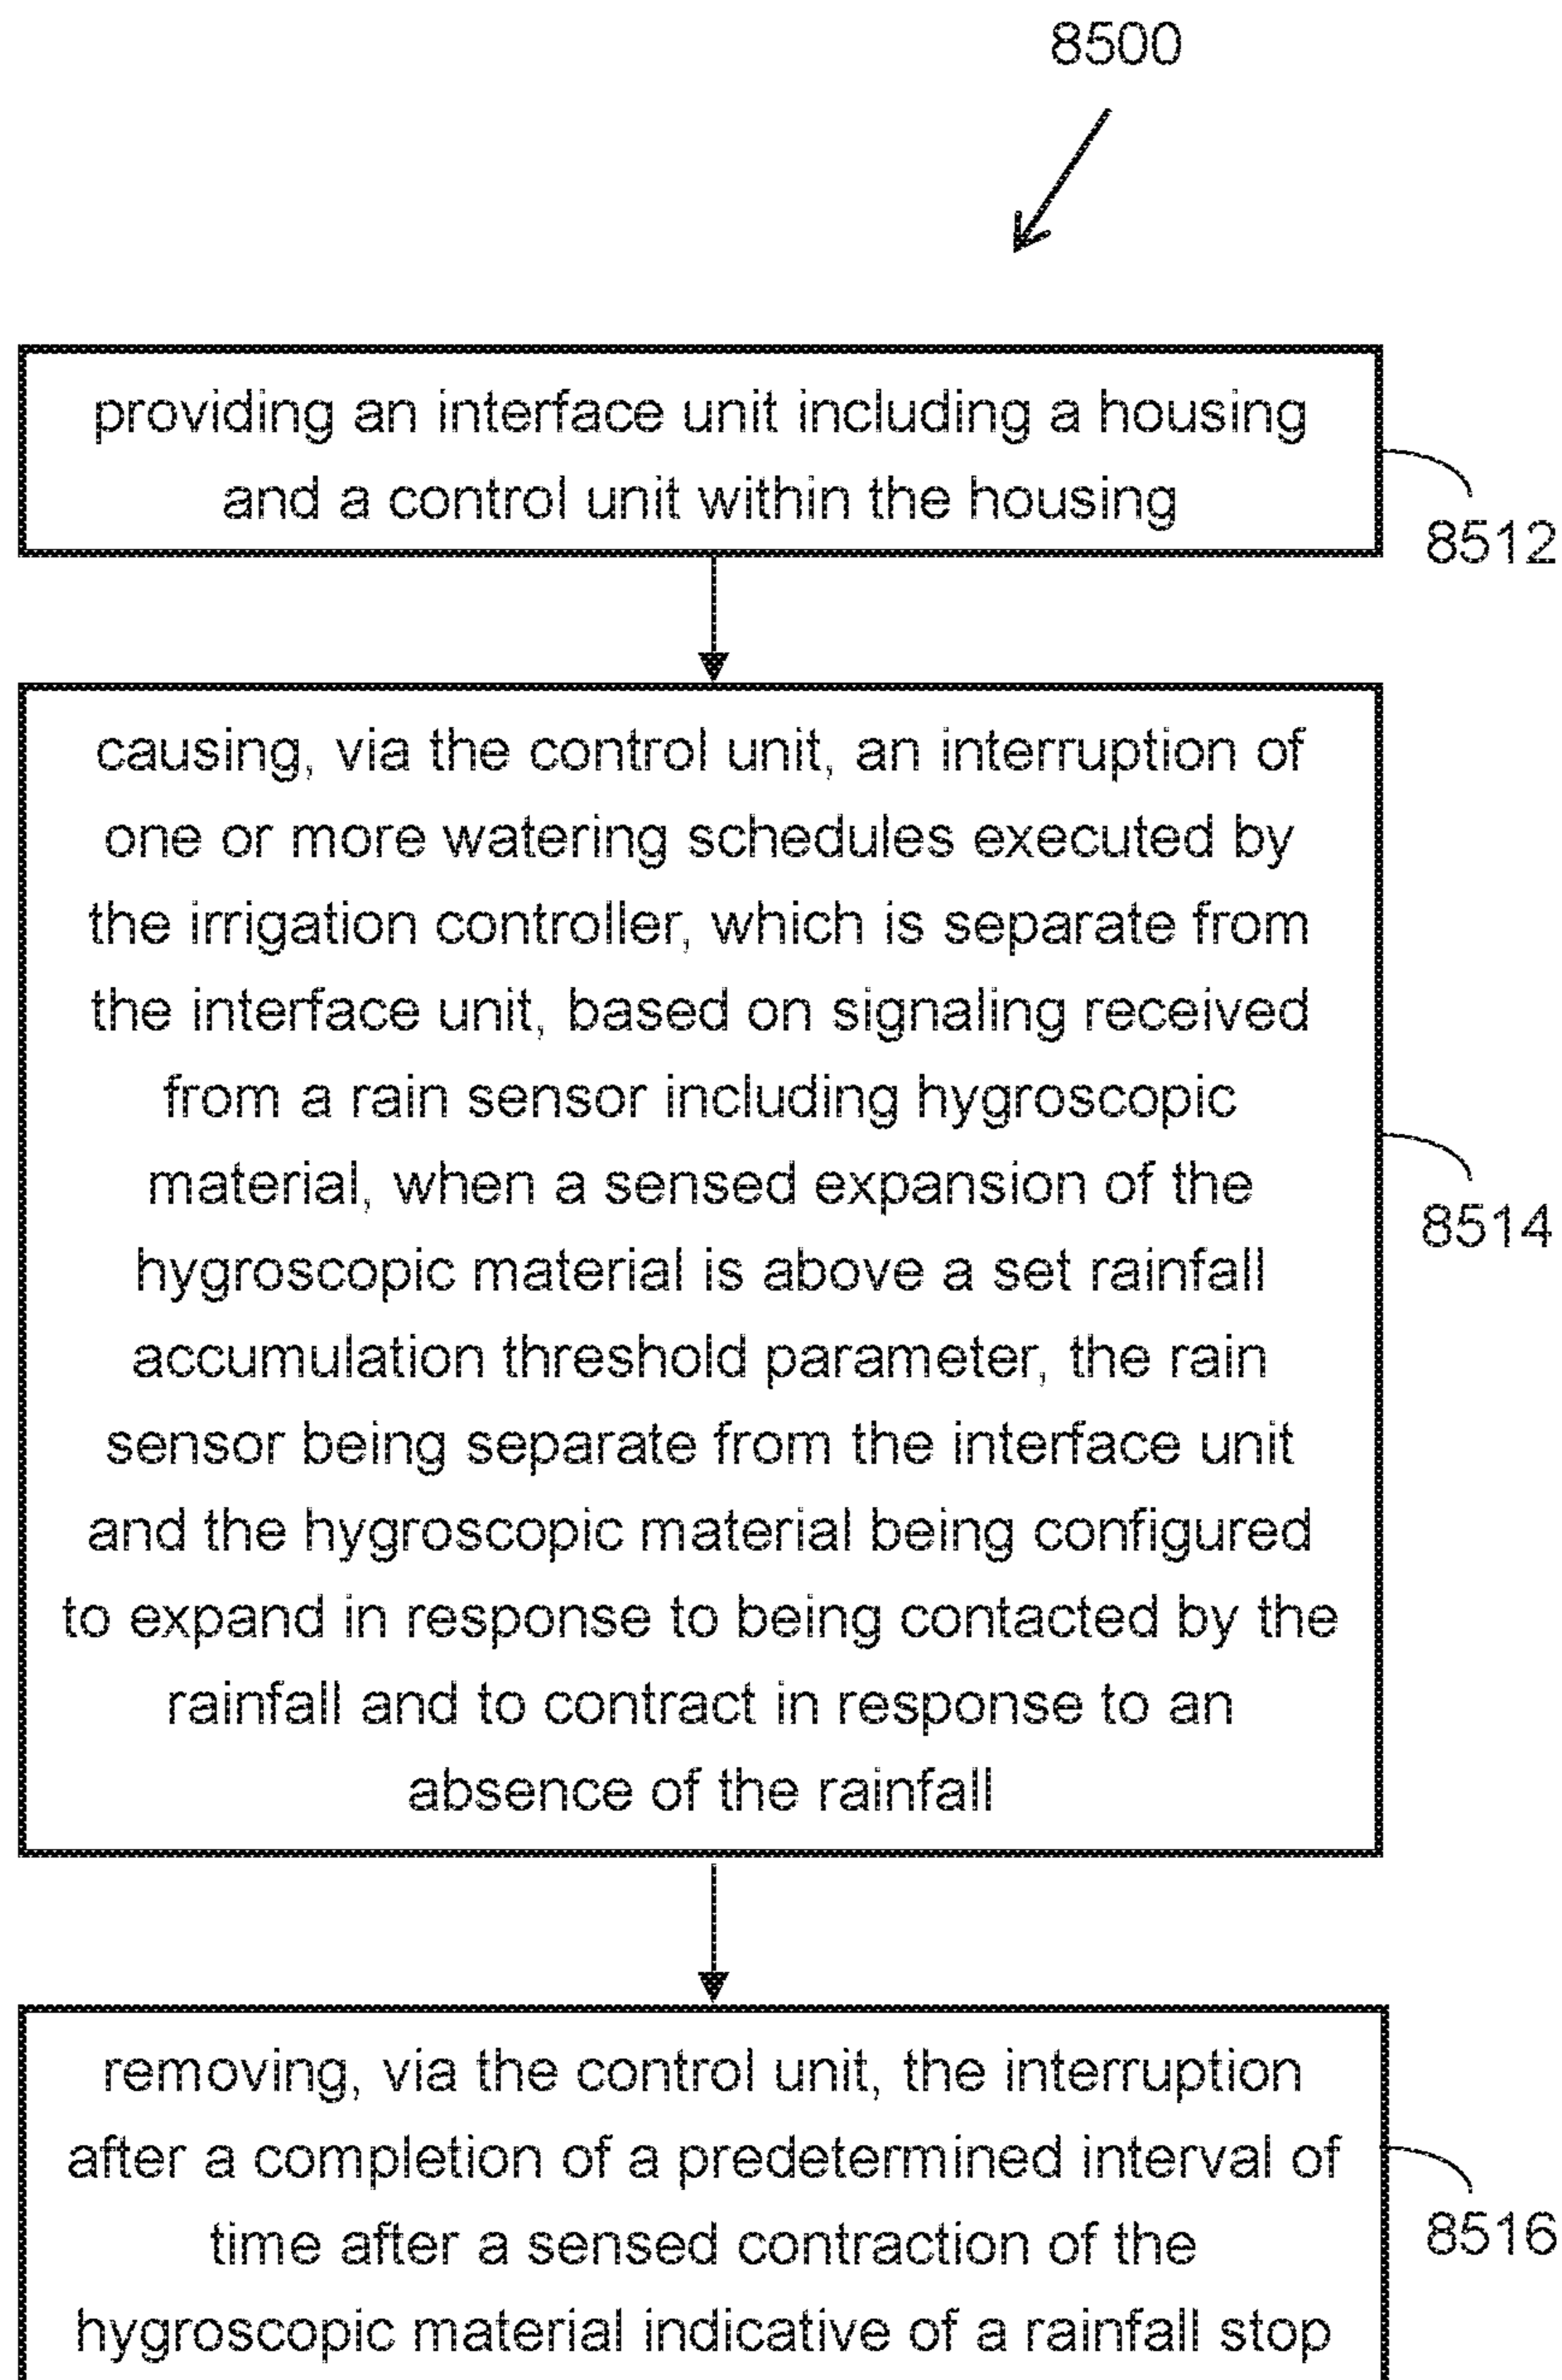 8500
providing an interface unit including a housing
and a control unit within the housing
8512
causing, via the control unit, an interruption of
one or more watering schedules executed by
the irrigation controller, which is separate from
the interface unit, based on signaling received
from a rain sensor including hygroscopic
material, when a sensed expansion of the
hygroscopic material is above a set rainfall
accumulation threshold parameter, the rain
sensor being separate from the interface unit
and the hygroscopic material being configured
to expand in response to being contacted by the
rainfall and to contract in response to an
absence of the rainfall
8514
removing, via the control unit, the interruption
after a completion of a predetermined interval of
time after a sensed contraction of the
hygroscopic material indicative of a rainfall stop
8516